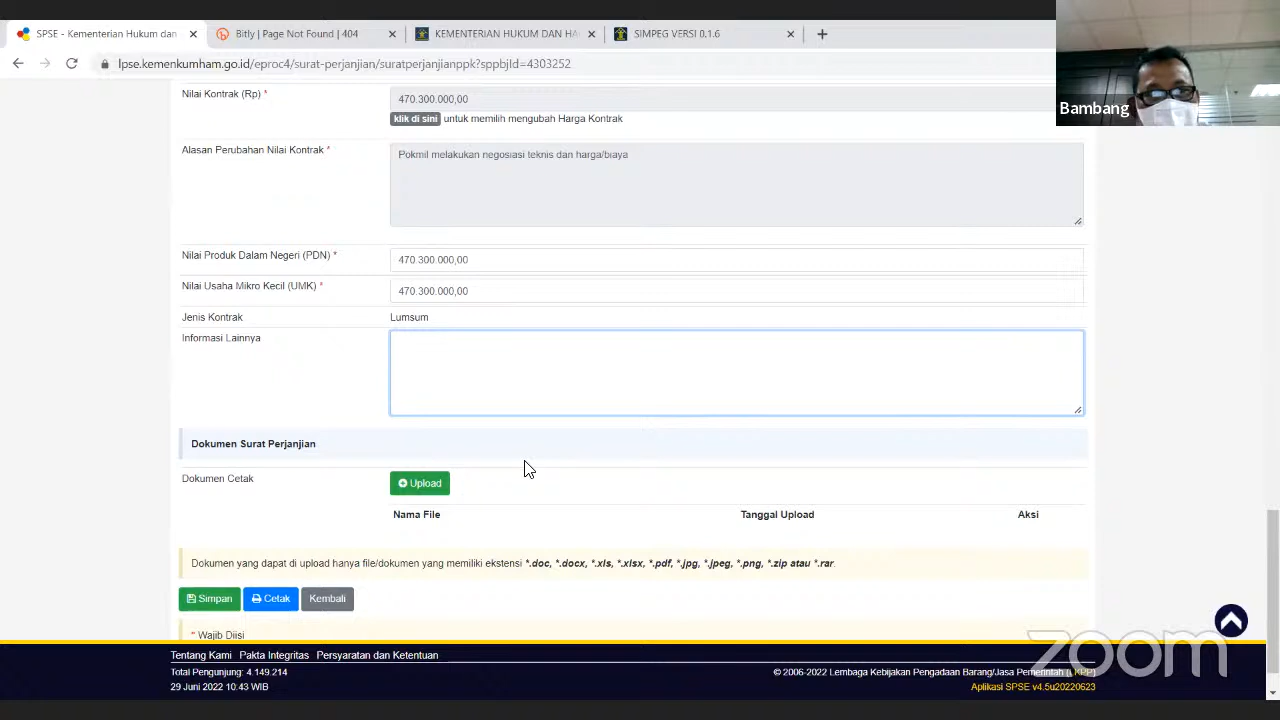 SPSE - Kementerian Hukum dan
Bitly | Page Not Found | 404
KEMENTERIAN HUKUM DAN HA
SIMPEG VERSI 0.1.6
lpse.kemenkumham.go.id/eproc4/surat-perjanjian/suratperjanjianppk?sppbjId=4303252
Bambang
Nilai Kontrak (Rp) *
470.300.000,00
klik di sini untuk memilih mengubah Harga Kontrak
Alasan Perubahan Nilai Kontrak *
Pokmil melakukan negosiasi teknis dan harga/biaya
Nilai Produk Dalam Negeri (PDN) *
470.300.000,00
Nilai Usaha Mikro Kecil (UMK) *
470.300.000,00
Jenis Kontrak
Lumsum
Informasi Lainnya
Dokumen Surat Perjanjian
Dokumen Cetak
Upload
Nama File
Tanggal Upload
Aksi
Dokumen yang dapat di upload hanya file/dokumen yang memiliki ekstensi *.doc, *.docx, *.xls, *.xlsx, *.pdf, *.jpg, *.jpeg, *.png, *.zip atau *.rar.
Simpan
Cetak
Kembali
* Wajib Diisi
Tentang Kami Pakta Integritas Persyaratan dan Ketentuan
Total Pengunjung: 4.149.214
© 2006-2022 Lembaga Kebijakan Pengadaan Barang/Jasa Pemerintah (LKPP)
29 Juni 2022 10:43 WIB
Aplikasi SPSE v4.5u20220623
zoom